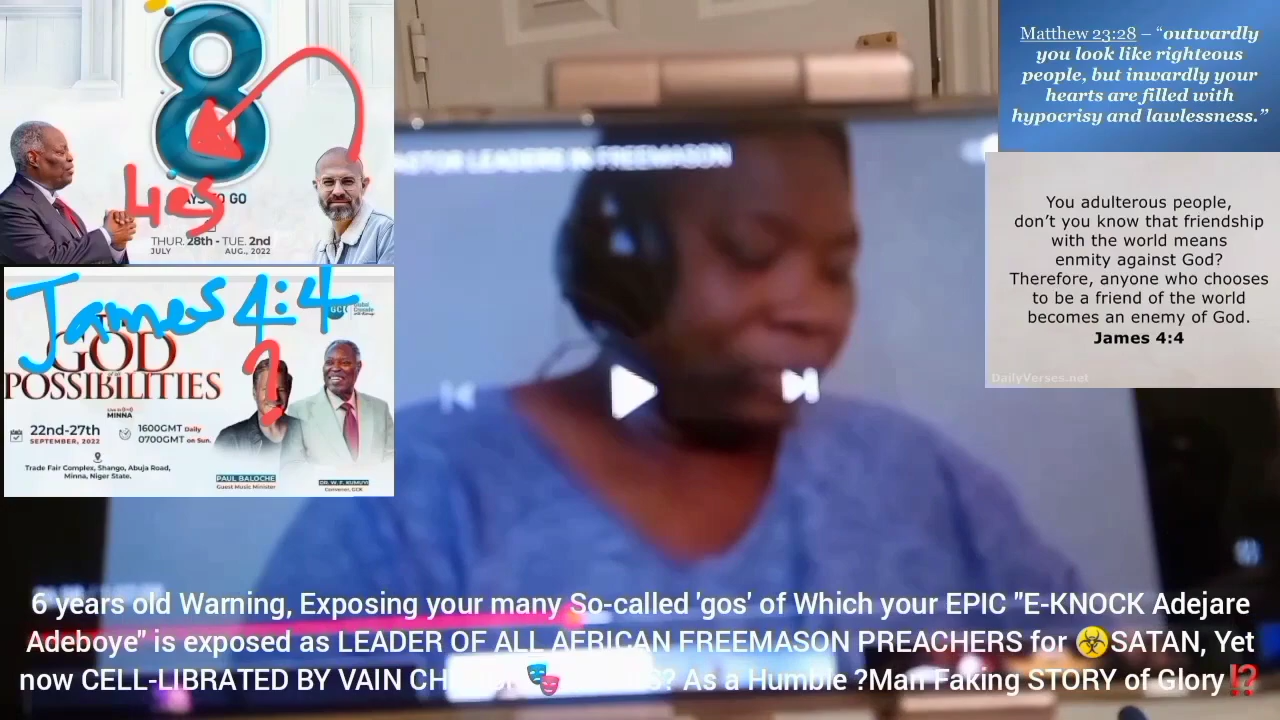 8
Lies
AYS TO GO
THUR. 28th - TUE. 2nd
JULY AUG., 2022
James 4:4
GOD
POSSIBILITIES
MINNA
22nd-27th
SEPTEMBER, 2022
1600GMT Daily
0700GMT on Sun.
Trade Fair Complex, Shango, Abuja Road,
Minna, Niger State.
PAUL BALOCHE
Guest Music Minister
DR. W. F. KUMUYI
Convener, GCK
?
STOR LEADERS IN FREEMASON
Matthew 23:28 – “outwardly
you look like righteous
people, but inwardly your
hearts are filled with
hypocrisy and lawlessness.”
You adulterous people,
don’t you know that friendship
with the world means
enmity against God?
Therefore, anyone who chooses
to be a friend of the world
becomes an enemy of God.
James 4:4
DailyVerses.net
6 years old Warning, Exposing your many So-called 'gos' of Which your EPIC "E-KNOCK Adejare
Adeboye" is exposed as LEADER OF ALL AFRICAN FREEMASON PREACHERS for ☣️SATAN, Yet
now CELL-LIBRATED BY VAIN CH ? As a Humble ?Man Faking STORY of Glory⁉️